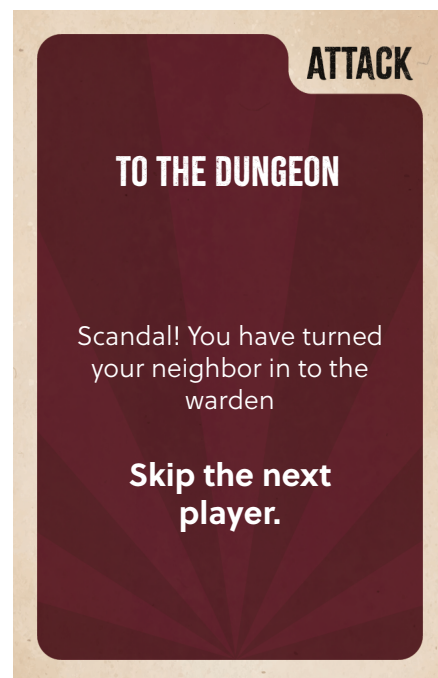 ATTACK
TO THE DUNGEON
Scandal! You have turned
your neighbor in to the
warden
Skip the next
player.